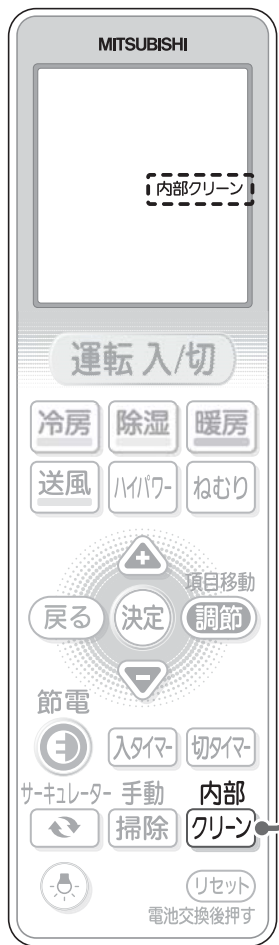 MITSUBISHI
内部クリーン
運転 入/切
冷房 除湿 暖房
送風 ハイパワー ねむり
項目移動
戻る 決定 調節
節電
入タイマー 切タイマー
サーキュレーター 手動 内部
掃除 クリーン
リセット
電池交換後押す